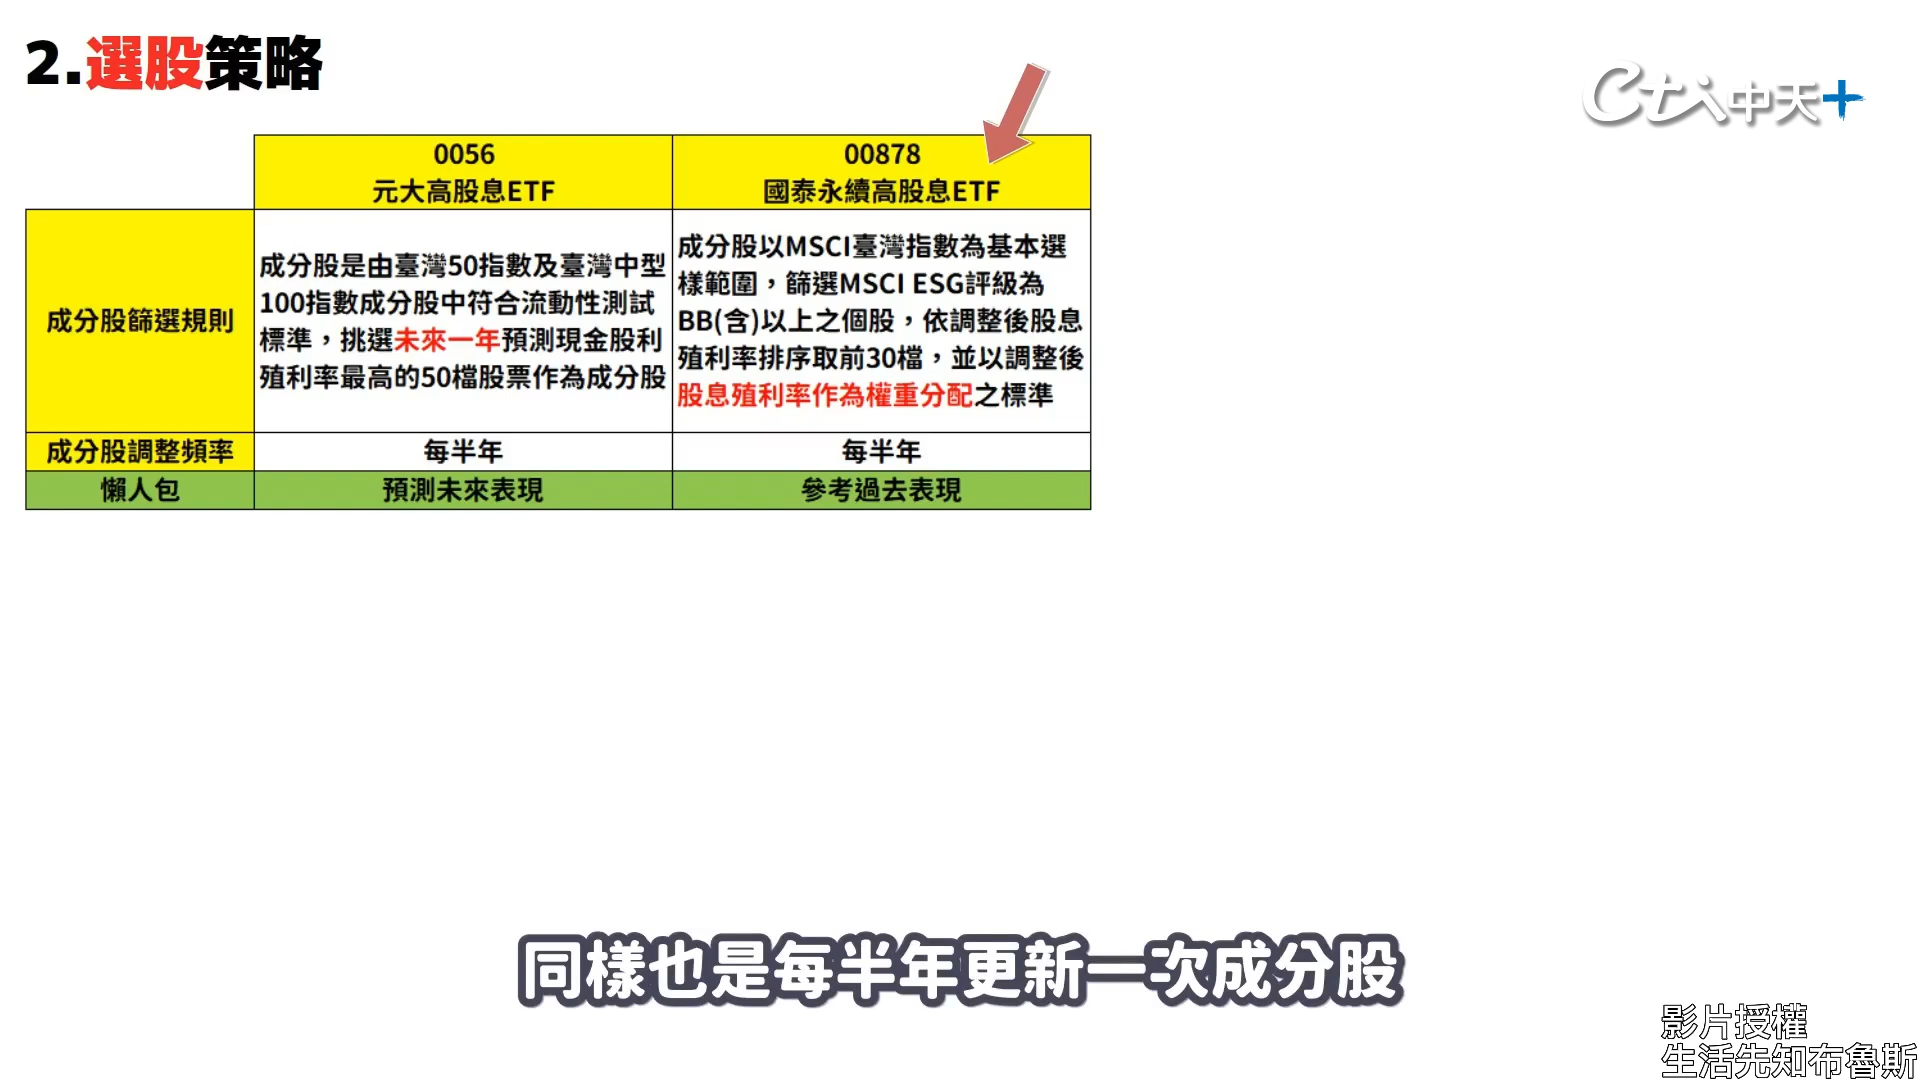 2.選股策略
Cti中天+
0056
元大高股息ETF
00878
國泰永續高股息ETF
成分股篩選規則
成分股是由臺灣50指數及臺灣中型
100指數成分股中符合流動性測試
標準，挑選未來一年預測現金股利
殖利率最高的50檔股票作為成分股
成分股以MSCI臺灣指數為基本選
樣範圍，篩選MSCI ESG評級為
BB(含)以上之個股，依調整後股息
殖利率排序取前30檔，並以調整後
股息殖利率作為權重分配之標準
成分股調整頻率
每半年
每半年
懶人包
預測未來表現
參考過去表現
同樣也是每半年更新一次成分股
影片授權
生活先知布魯斯